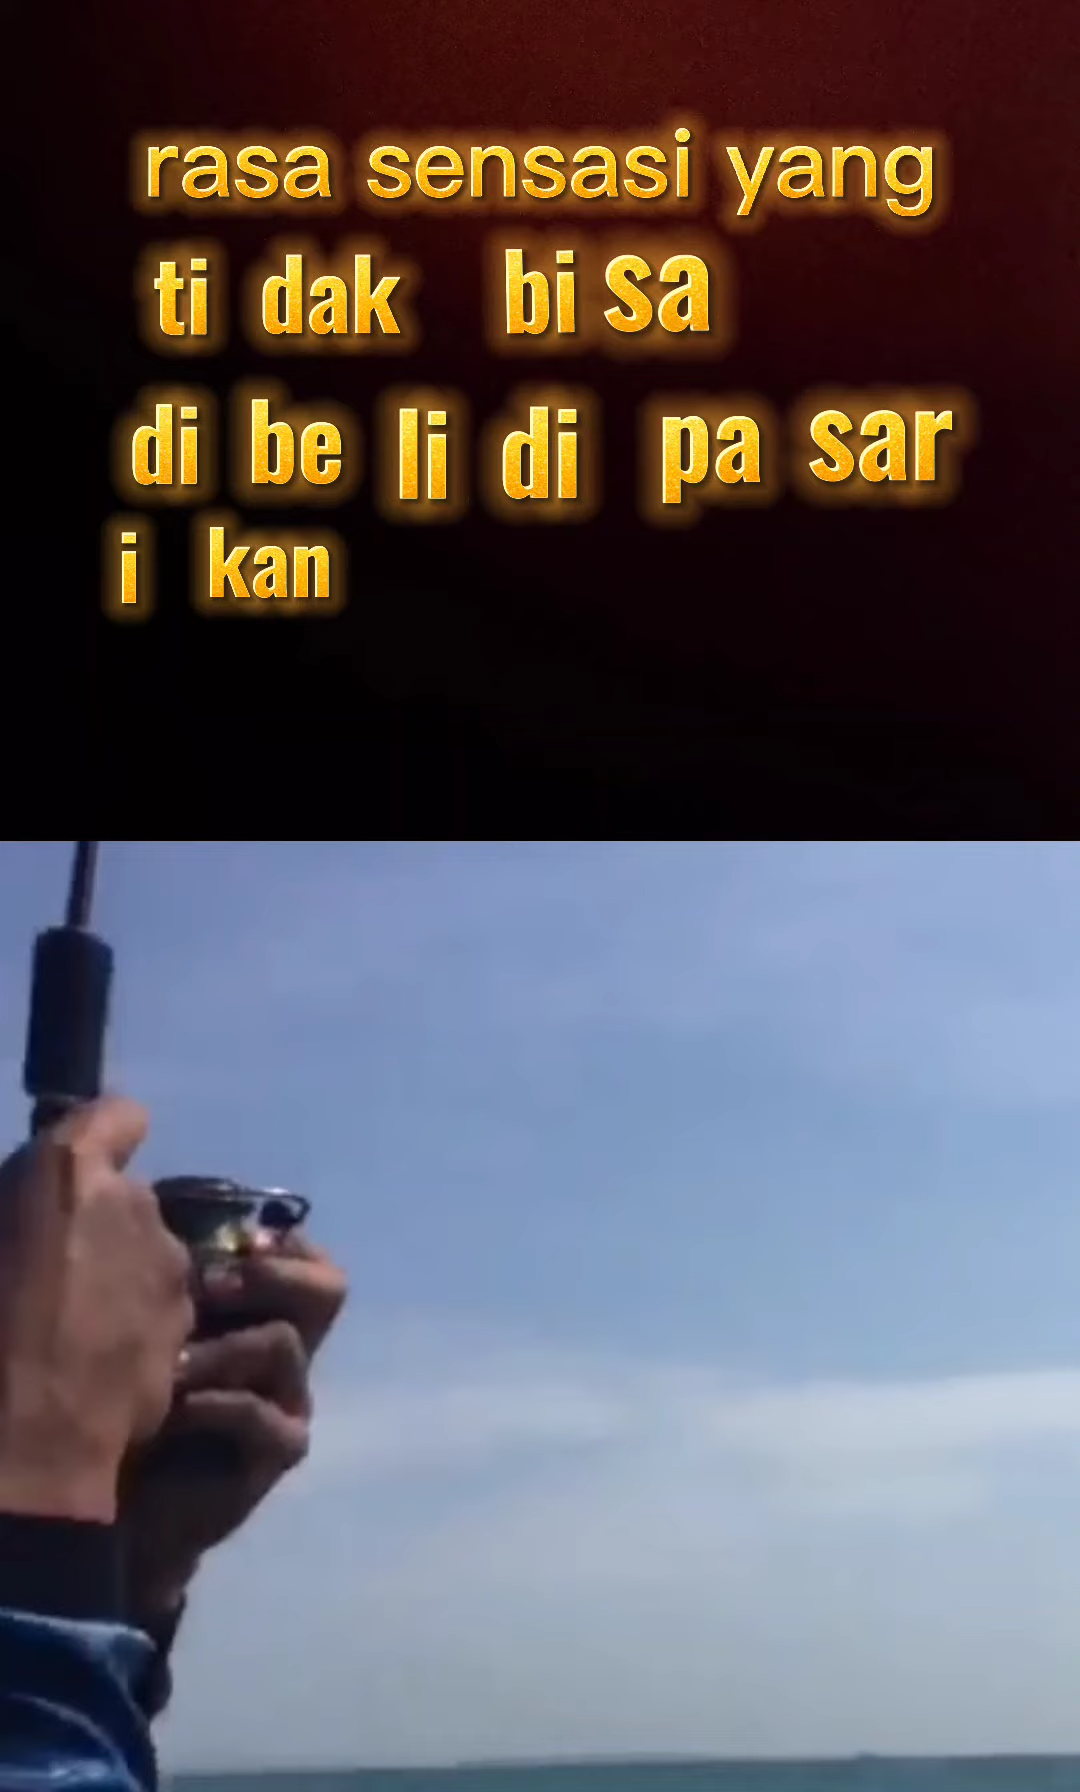 rasa sensasi yang
ti dak bi sa
di be li di pa sar
i kan